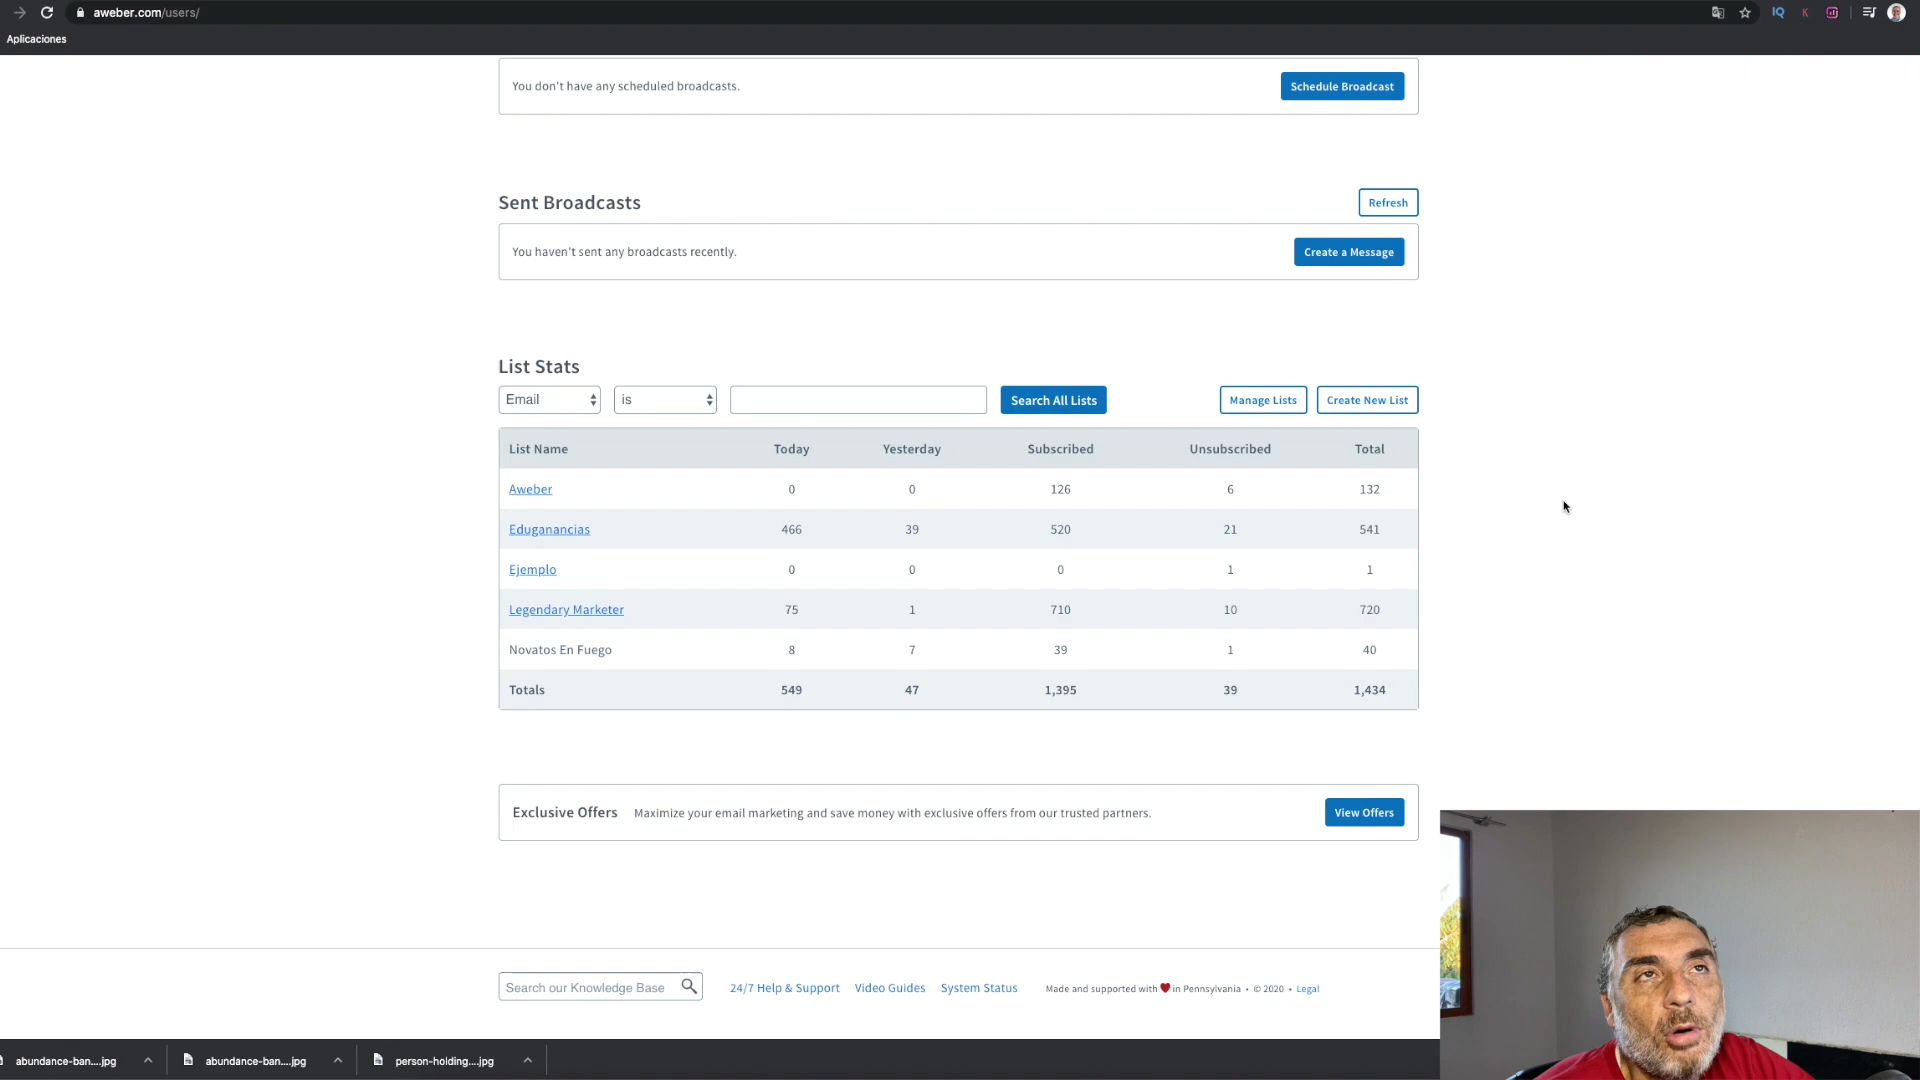 aweber.com/users/
IQ K
Aplicaciones
You don't have any scheduled broadcasts. Schedule Broadcast
Sent Broadcasts Refresh
You haven't sent any broadcasts recently. Create a Message
List Stats
Email is Search All Lists Manage Lists Create New List
List Name Today Yesterday Subscribed Unsubscribed Total
Aweber 0 0 126 6 132
Eduganancias 466 39 520 21 541
Ejemplo 0 0 0 1 1
Legendary Marketer 75 1 710 10 720
Novatos En Fuego 8 7 39 1 40
Totals 549 47 1,395 39 1,434
Exclusive Offers Maximize your email marketing and save money with exclusive offers from our trusted partners. View Offers
Search our Knowledge Base 24/7 Help & Support Video Guides System Status Made and supported with ❤ in Pennsylvania • © 2020 • Legal
abundance-ban....jpg abundance-ban....jpg person-holding....jpg